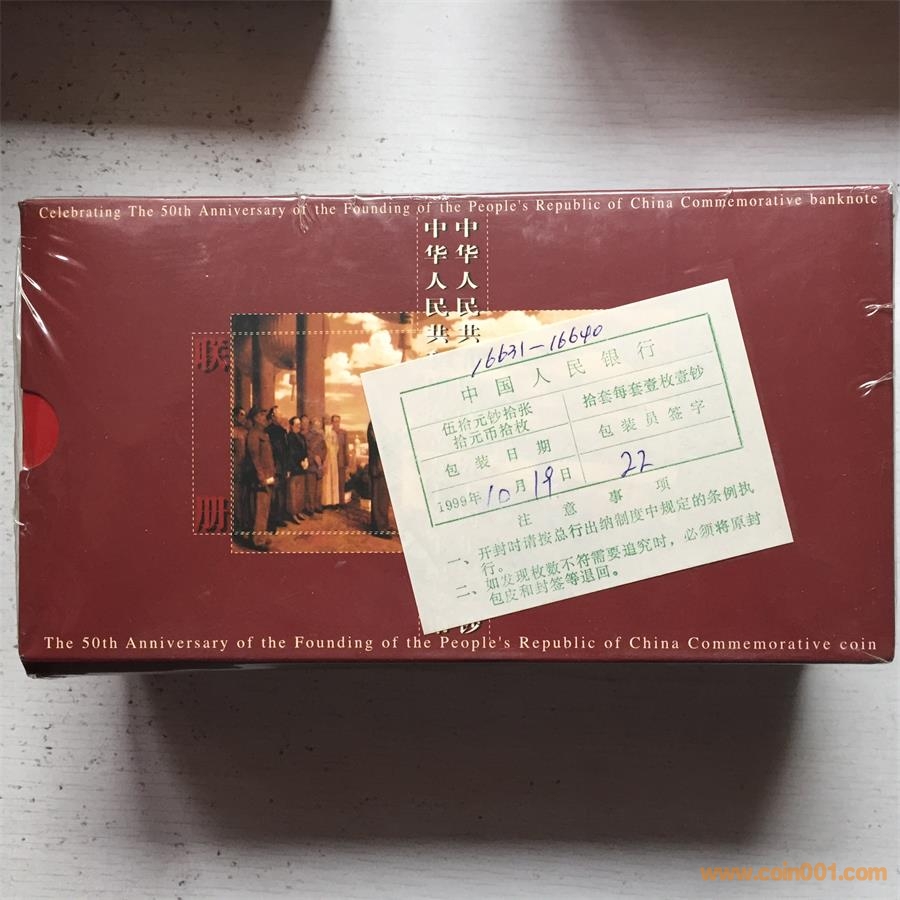 Celebrating The 50th Anniversary of the Founding of the People's Republic of China Commemorative banknote
中华人民共
中华人民共
联
册
16631—16640
中国人民银行
伍拾元钞拾张
拾元币拾枚
拾套每套壹枚壹钞
包装日期
包装员签字
1999年10月19日
22
注意事项
一、开封时请按总行出纳制度中规定的条例执
行。
二、如发现枚数不符需要追究时，必须将原封
包皮和封签等退回。
钞
The 50th Anniversary of the Founding of the People's Republic of China Commemorative coin
www.coin001.com